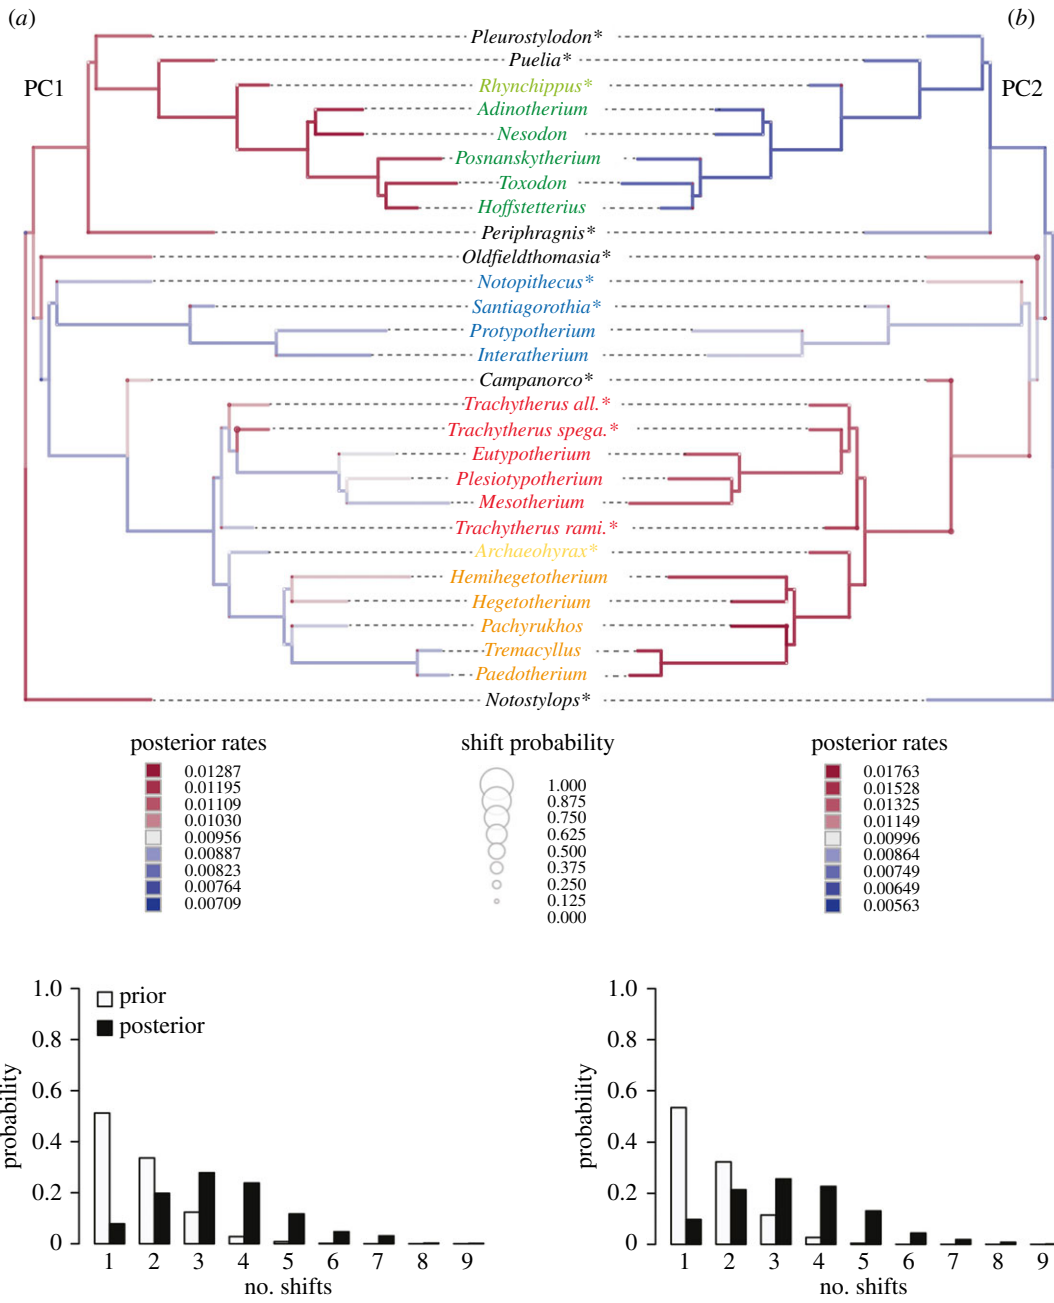 (a)
(b)
PC1
PC2
Pleurostylodon*
Puelia*
Rhynchippus*
Adinotherium
Nesodon
Posnanskytherium
Toxodon
Hoffstetterius
Periphragnis*
Oldfieldthomasia*
Notopithecus*
Santiagorothia*
Protypotherium
Interatherium
Campanorco*
Trachytherus all.*
Trachytherus spega.*
Eutypotherium
Plesiotypotherium
Mesotherium
Trachytherus rami.*
Archaeohyrax*
Hemihegetotherium
Hegetotherium
Pachyrukhos
Tremacyllus
Paedotherium
Notostylops*
posterior rates
0.01287
0.01195
0.01109
0.01030
0.00956
0.00887
0.00823
0.00764
0.00709
shift probability
1.000
0.875
0.750
0.625
0.500
0.375
0.250
0.125
0.000
posterior rates
0.01763
0.01528
0.01325
0.01149
0.00996
0.00864
0.00749
0.00649
0.00563
prior
posterior
probability
1.0
0.8
0.6
0.4
0.2
0
1 2 3 4 5 6 7 8 9
no. shifts
probability
1.0
0.8
0.6
0.4
0.2
0
1 2 3 4 5 6 7 8 9
no. shifts